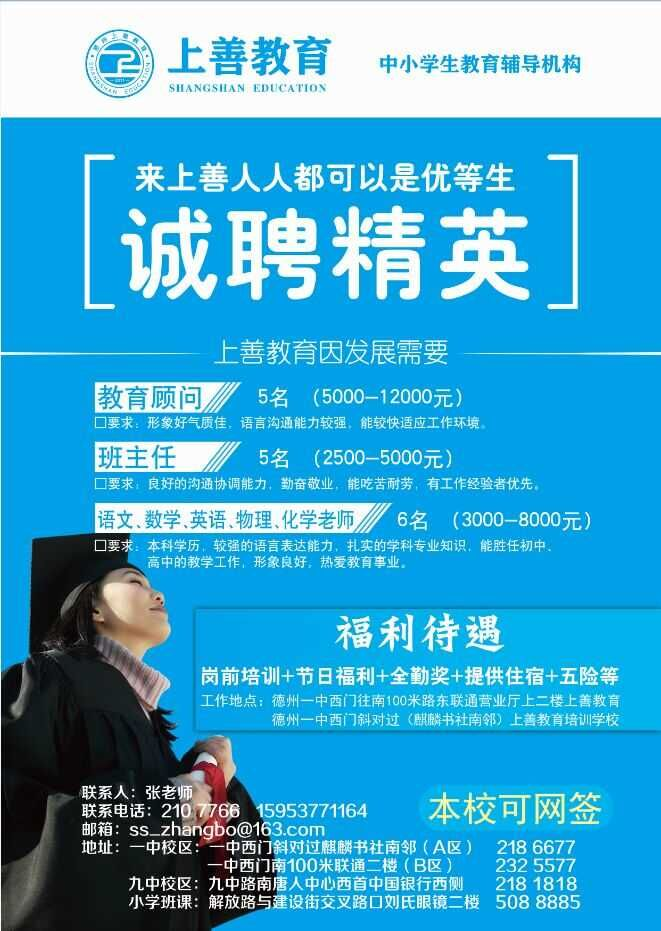 上善教育
SHANGSHAN EDUCATION
中小学生教育辅导机构
来上善人人都可以是优等生
诚聘精英
上善教育因发展需要
教育顾问 5名 （5000-12000元）
□要求：形象好气质佳，语言沟通能力较强，能较快适应工作环境。
班主任 5名 （2500-5000元）
□要求：良好的沟通协调能力，勤奋敬业，能吃苦耐劳，有工作经验者优先。
语文、数学、英语、物理、化学老师 6名 （3000-8000元）
□要求：本科学历，较强的语言表达能力，扎实的学科专业知识，能胜任初中、
高中的教学工作，形象良好，热爱教育事业。
福利待遇
岗前培训+节日福利+全勤奖+提供住宿+五险等
工作地点：德州一中西门往南100米路东联通营业厅上二楼上善教育
德州一中西门斜对过（麒麟书社南邻）上善教育培训学校
联系人：张老师
联系电话：210 7766 15953771164
邮箱：ss_zhangbo@163.com
本校可网签
地址：一中校区：一中西门斜对过麒麟书社南邻（A区） 218 6677
一中西门南100米联通二楼（B区） 232 5577
九中校区：九中路南唐人中心西首中国银行西侧 218 1818
小学班课：解放路与建设街交叉路口刘氏眼镜二楼 508 8885